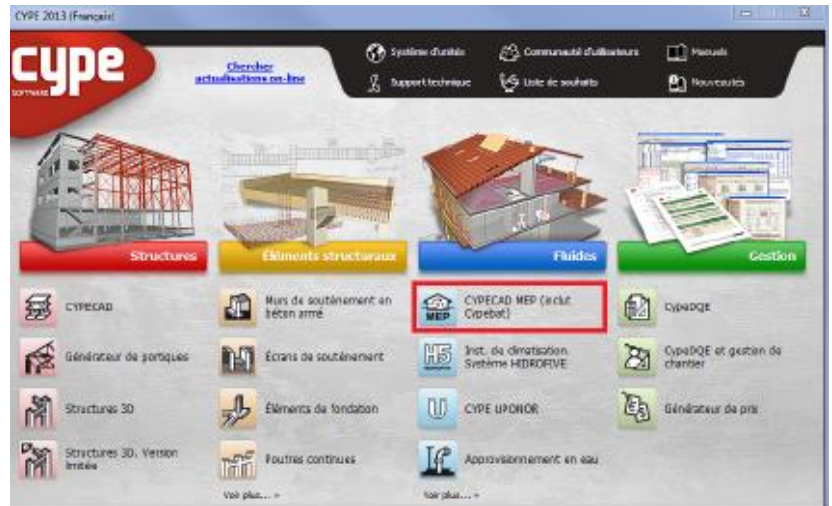 CYPE 2013 (Français)
cype
SOFTWARE
Chercher
actualisations on-line
Système d'unités
Communauté d'utilisateurs
Manuels
Support technique
Liste de souhaits
Nouveautés
Structures
Éléments structuraux
Fluides
Gestion
CYPECAD
Murs de soutènement en
béton armé
CYPECAD MEP (inclut
Cypebat)
MEP
CypeDQE
Générateur de portiques
Écrans de soutènement
Inst. de climatisation.
Système HIDROFIVE
CypeDQE et gestion de
chantier
Structures 3D
Éléments de fondation
CYPE UPONOR
Générateur de prix
Structures 3D. Version
limitée
Poutres continues
Approvisionnement en eau
Voir plus... »
Voir plus... »